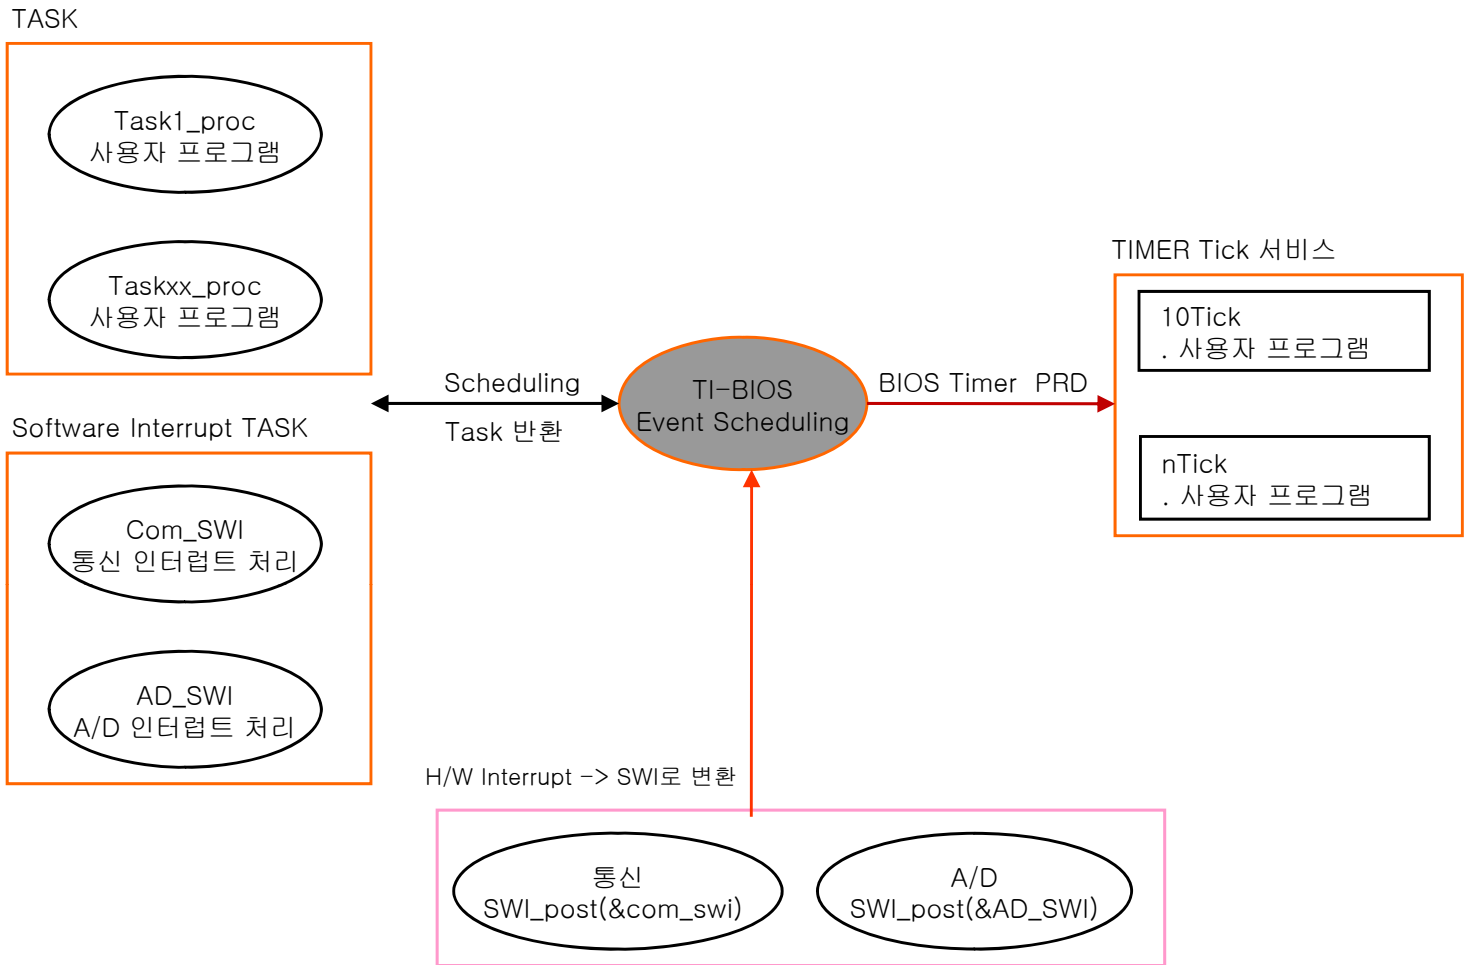 TASK
Task1_proc
사용자 프로그램
Taskxx_proc
사용자 프로그램
Software Interrupt TASK
Com_SWI
통신 인터럽트 처리
AD_SWI
A/D 인터럽트 처리
Scheduling
Task 반환
TI-BIOS
Event Scheduling
BIOS Timer PRD
TIMER Tick 서비스
10Tick
. 사용자 프로그램
nTick
. 사용자 프로그램
H/W Interrupt -> SWI로 변환
통신
SWI_post(&com_swi)
A/D
SWI_post(&AD_SWI)